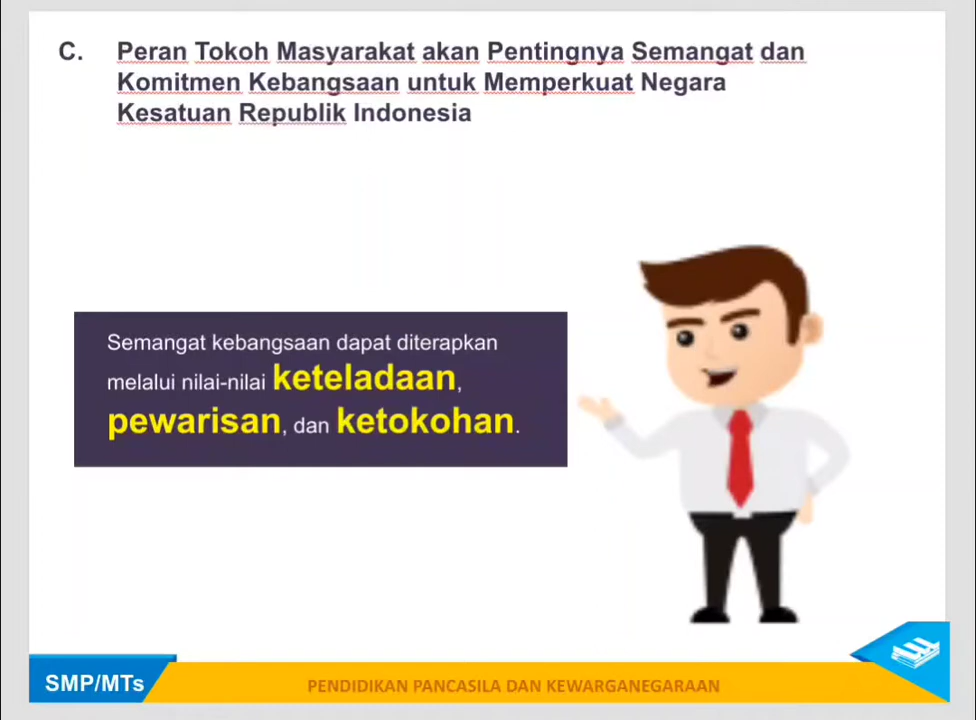 C. Peran Tokoh Masyarakat akan Pentingnya Semangat dan
Komitmen Kebangsaan untuk Memperkuat Negara
Kesatuan Republik Indonesia
Semangat kebangsaan dapat diterapkan
melalui nilai-nilai keteladaan,
pewarisan, dan ketokohan.
SMP/MTs
PENDIDIKAN PANCASILA DAN KEWARGANEGARAAN